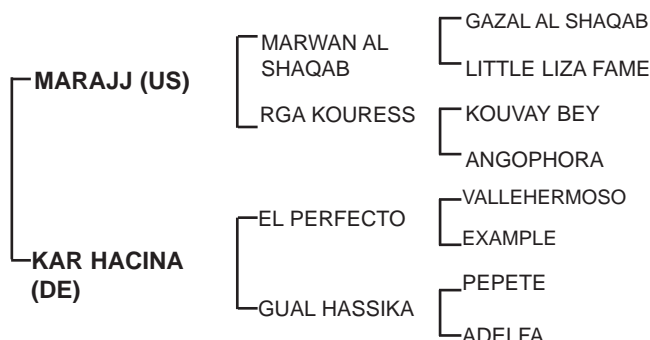 GAZAL AL SHAQAB
MARWAN AL
SHAQAB
LITTLE LIZA FAME
MARAJJ (US)
RGA KOURESS
KOUVAY BEY
ANGOPHORA
VALLEHERMOSO
EL PERFECTO
EXAMPLE
KAR HACINA
(DE)
PEPETE
GUAL HASSIKA
ADELFA